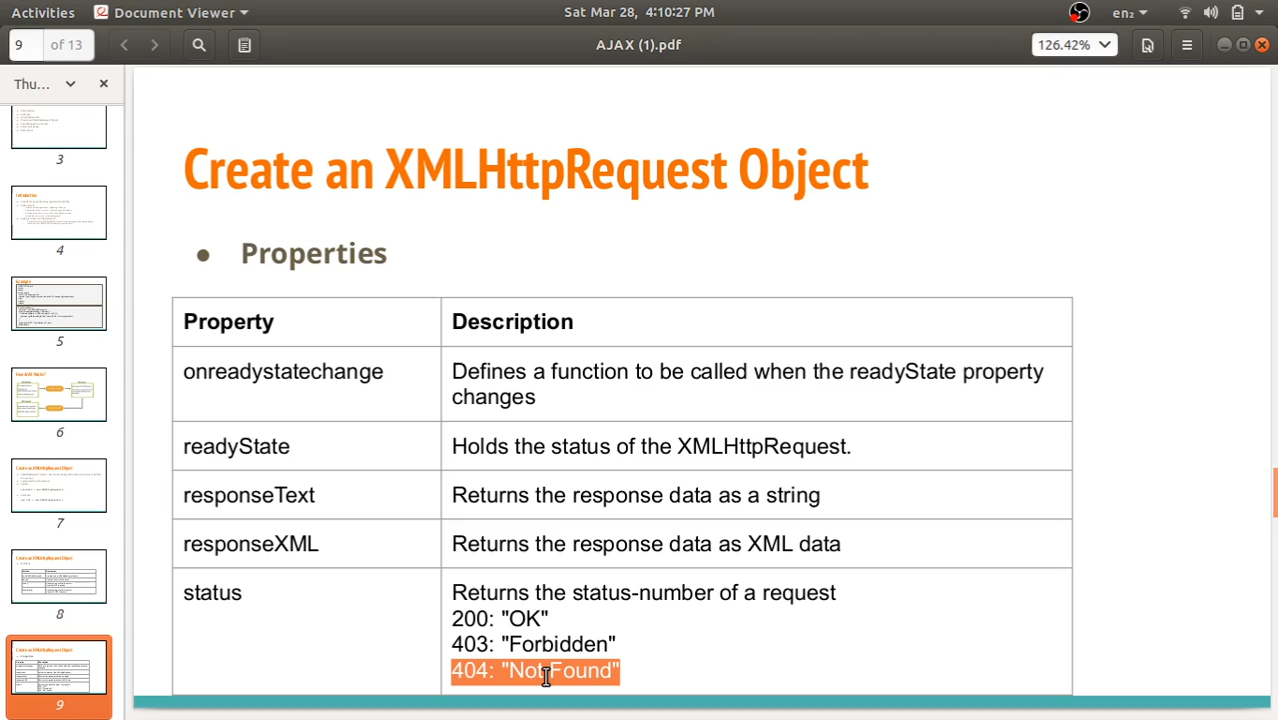 Activities
Document Viewer
Sat Mar 28, 4:10:27 PM
en₂
9
of 13
AJAX (1).pdf
126.42%
Thu...
3
4
5
6
7
8
9
Create an XMLHttpRequest Object
● Properties
Property Description
onreadystatechange Defines a function to be called when the readyState property
changes
readyState Holds the status of the XMLHttpRequest.
responseText Returns the response data as a string
responseXML Returns the response data as XML data
status Returns the status-number of a request
200: "OK"
403: "Forbidden"
404: "Not Found"